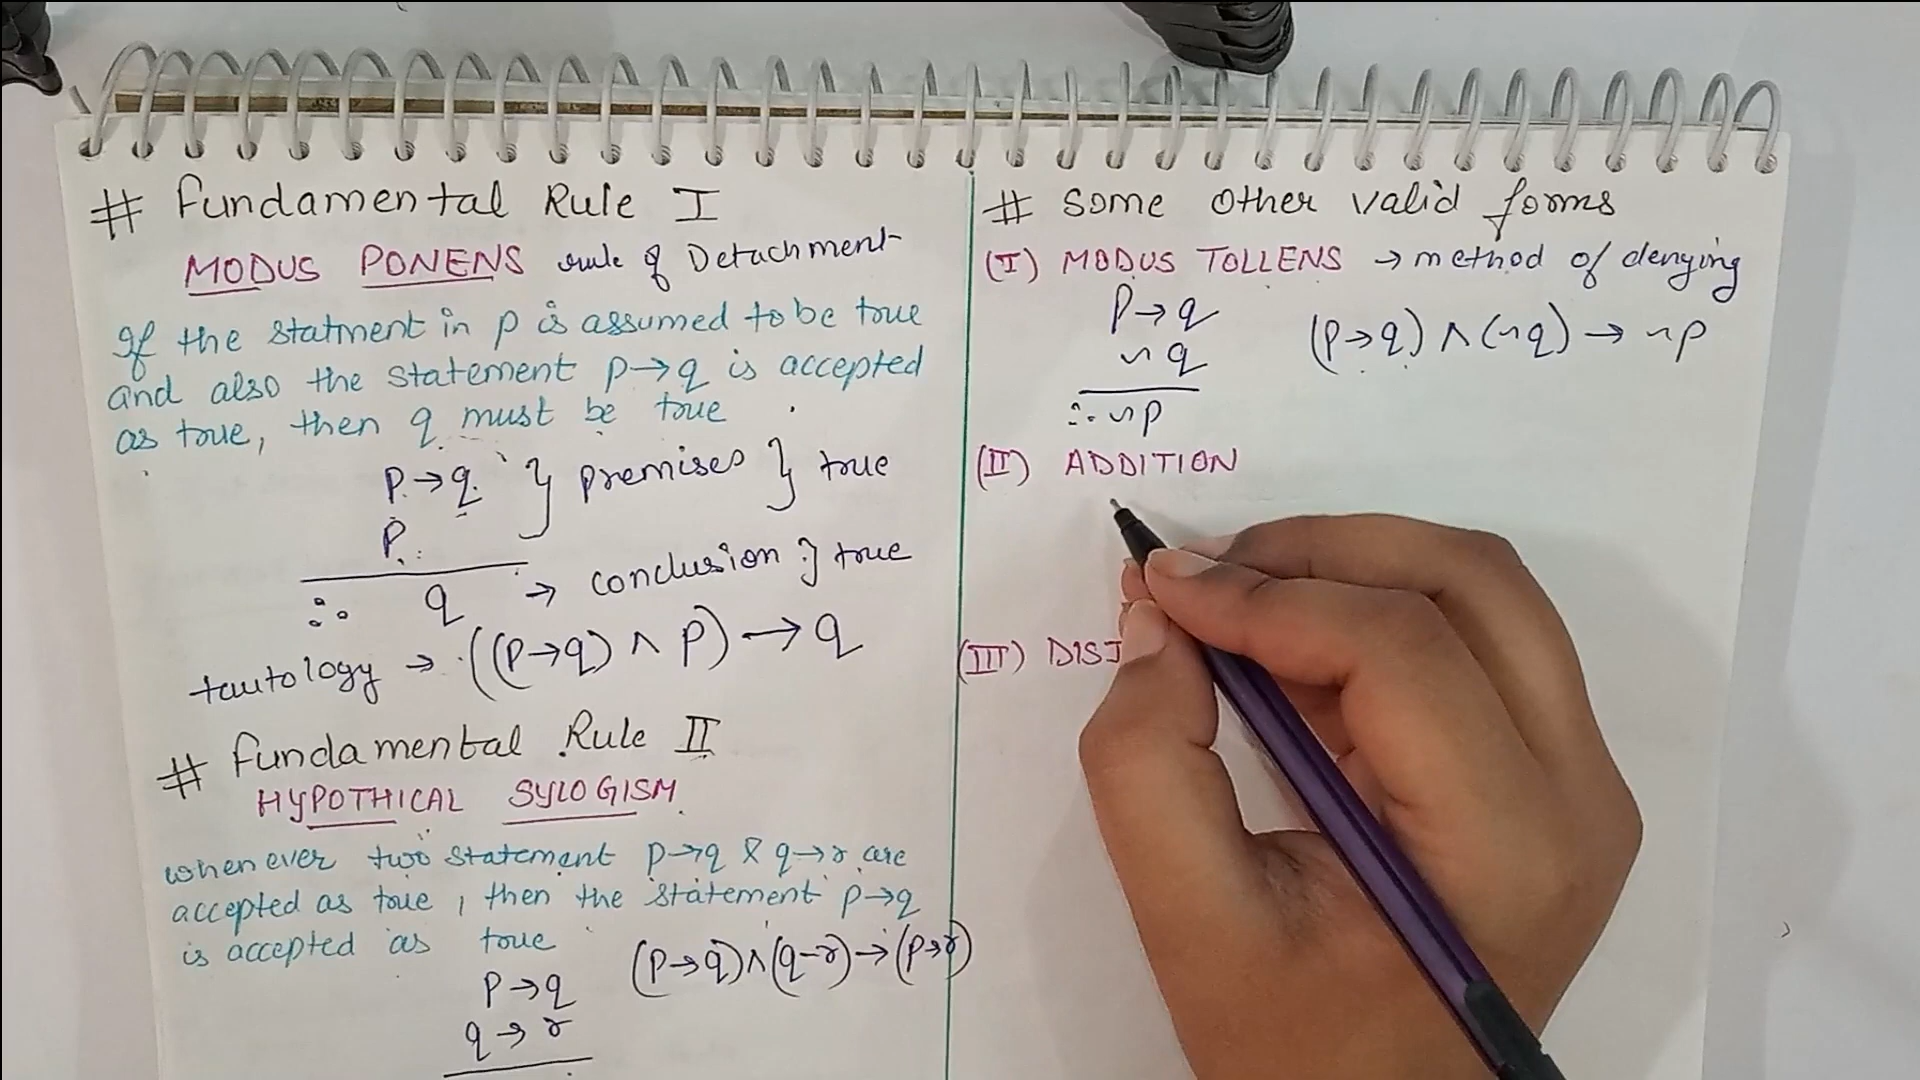 # Fundamental Rule I
MODUS PONENS rule of Detachment
If the statment in p is assumed to be true
and also the statement p→q is accepted
as true, then q must be true
p→q } premises } true
p
∴ q → conclusion } true
tautology → ((p→q) ∧ p) → q
# Fundamental Rule II
HYPOTHICAL SYLOGISM
whenever two statement p→q & q→r are
accepted as true, then the statement p→q
is accepted as true
(p→q)∧(q→r)→(p→r)
p→q
q→r
# Some other valid forms
(I) MODUS TOLLENS → method of denying
p→q
~q
∴ ~p
(p→q) ∧ (~q) → ~p
(II) ADDITION
(III) DISJ